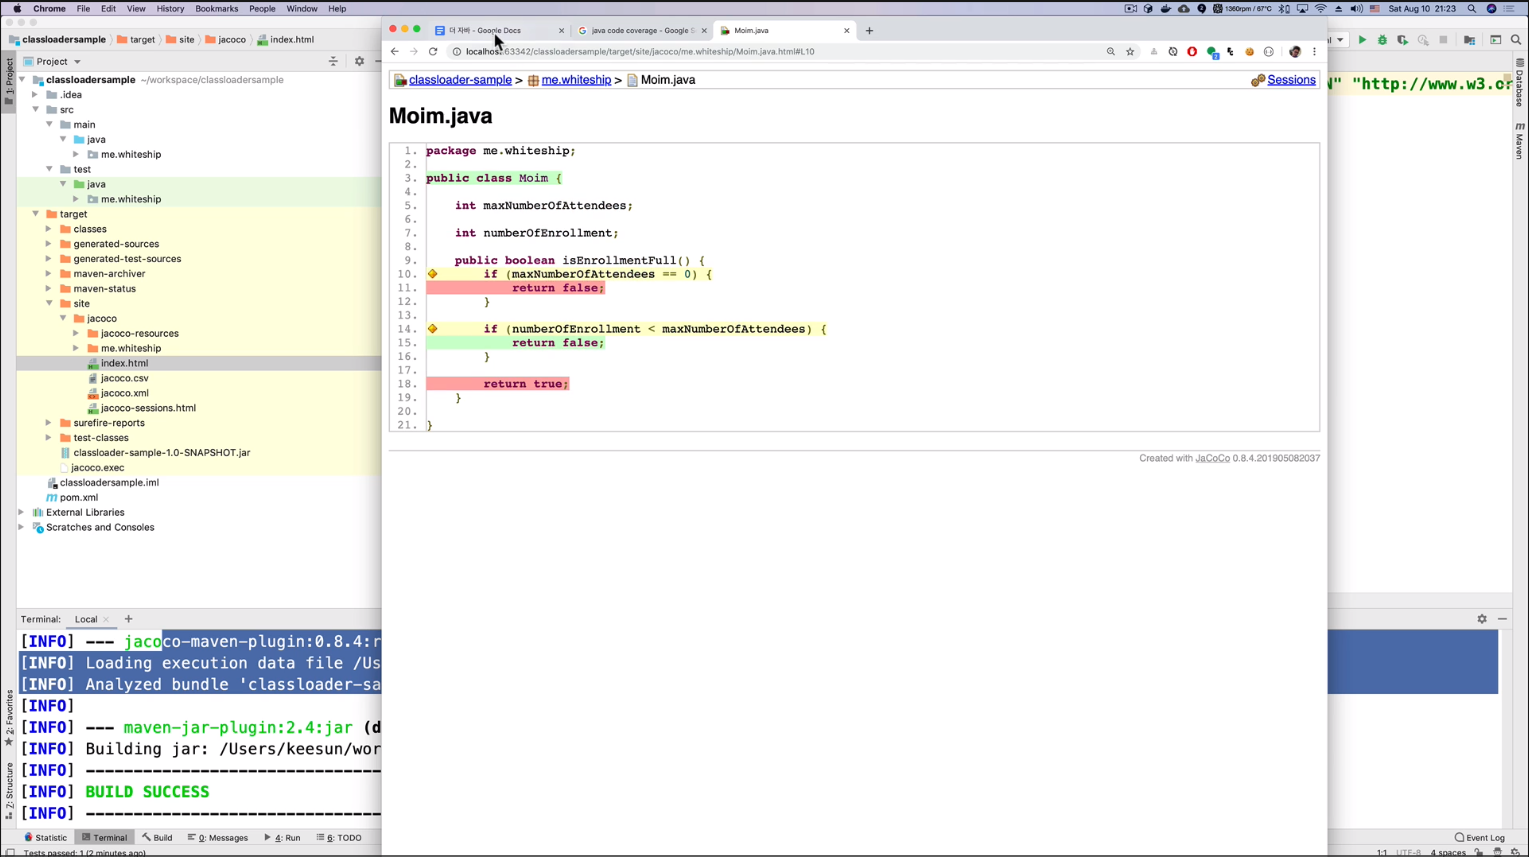 Chrome File Edit View History Bookmarks People Window Help
1360rpm / 67°C Sat Aug 10 21:23
classloadersample target site jacoco index.html
더 자바 - Google Docs
java code coverage - Google S
Moim.java
localhos :63342/classloadersample/target/site/jacoco/me.whiteship/Moim.java.html#L10
1: Project
Project
classloadersample ~/workspace/classloadersample
.idea
src
main
java
me.whiteship
test
java
me.whiteship
target
classes
generated-sources
generated-test-sources
maven-archiver
maven-status
site
jacoco
jacoco-resources
me.whiteship
index.html
jacoco.csv
jacoco.xml
jacoco-sessions.html
surefire-reports
test-classes
classloader-sample-1.0-SNAPSHOT.jar
jacoco.exec
classloadersample.iml
pom.xml
External Libraries
Scratches and Consoles
classloader-sample > me.whiteship > Moim.java
Sessions
Moim.java
1. package me.whiteship;
2.
3. public class Moim {
4.
5. int maxNumberOfAttendees;
6.
7. int numberOfEnrollment;
8.
9. public boolean isEnrollmentFull() {
10. if (maxNumberOfAttendees == 0) {
11. return false;
12. }
13.
14. if (numberOfEnrollment < maxNumberOfAttendees) {
15. return false;
16. }
17.
18. return true;
19. }
20.
21. }
Created with JaCoCo 0.8.4.201905082037
N" "http://www.w3.or
Database
Maven
Terminal: Local
[INFO] --- jacoco-maven-plugin:0.8.4:r
[INFO] Loading execution data file /Us
[INFO] Analyzed bundle 'classloader-sa
[INFO]
[INFO] --- maven-jar-plugin:2.4:jar (d
[INFO] Building jar: /Users/keesun/wor
[INFO] --------------------------------
[INFO] BUILD SUCCESS
[INFO] --------------------------------
2: Favorites
Z: Structure
Statistic Terminal Build 0: Messages 4: Run 6: TODO
Event Log
Tests passed: 1 (2 minutes ago)
1:1 UTF-8 4 spaces